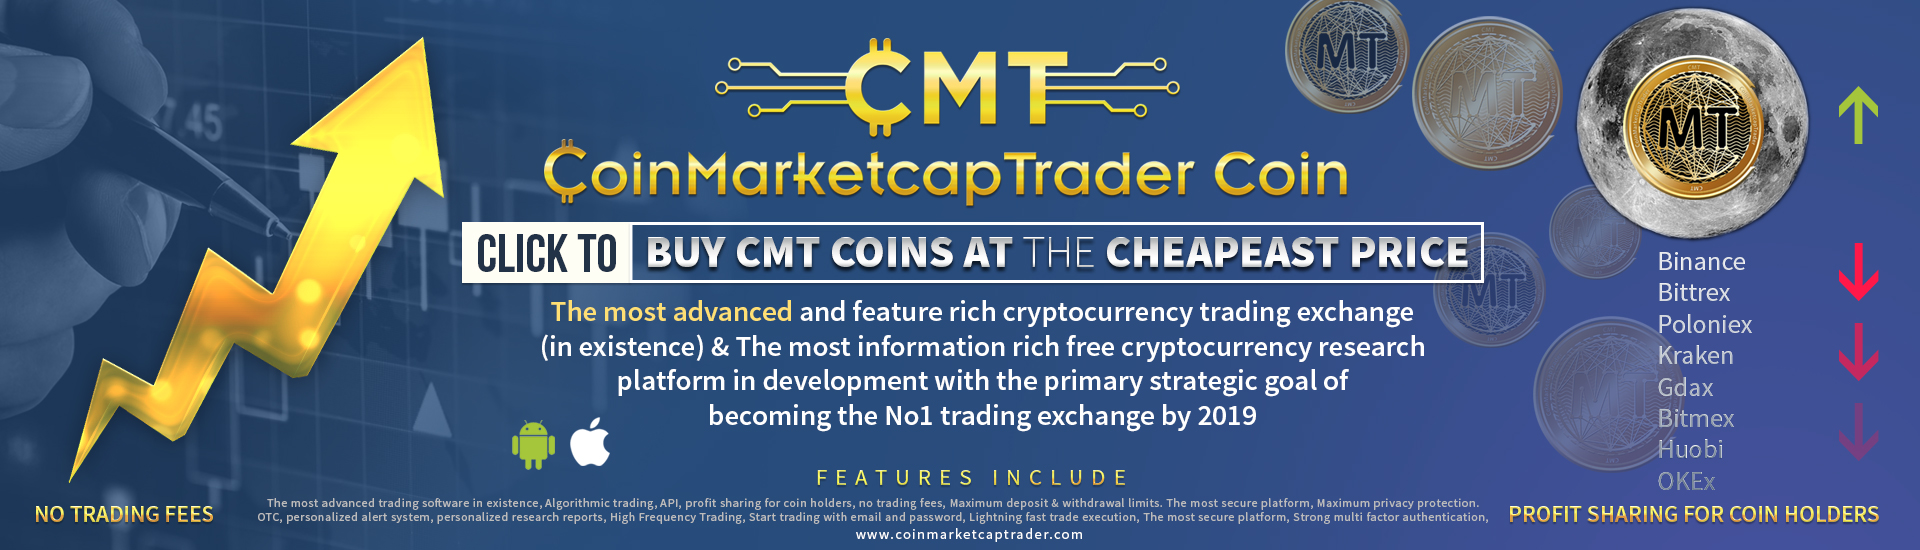 CMT
CoinMarketcapTrader Coin
CLICK TO BUY CMT COINS AT THE CHEAPEAST PRICE
The most advanced and feature rich cryptocurrency trading exchange
(in existence) & The most information rich free cryptocurrency research
platform in development with the primary strategic goal of
becoming the No1 trading exchange by 2019
FEATURES INCLUDE
The most advanced trading software in existence, Algorithmic trading, API, profit sharing for coin holders, no trading fees, Maximum deposit & withdrawal limits. The most secure platform, Maximum privacy protection.
OTC, personalized alert system, personalized research reports, High Frequency Trading, Start trading with email and password, Lightning fast trade execution, The most secure platform, Strong multi factor authentication,
www.coinmarketcaptrader.com
NO TRADING FEES
45
MT
MT
MT
MT
MT
Binance
Bittrex
Poloniex
Kraken
Gdax
Bitmex
Huobi
OKEx
PROFIT SHARING FOR COIN HOLDERS